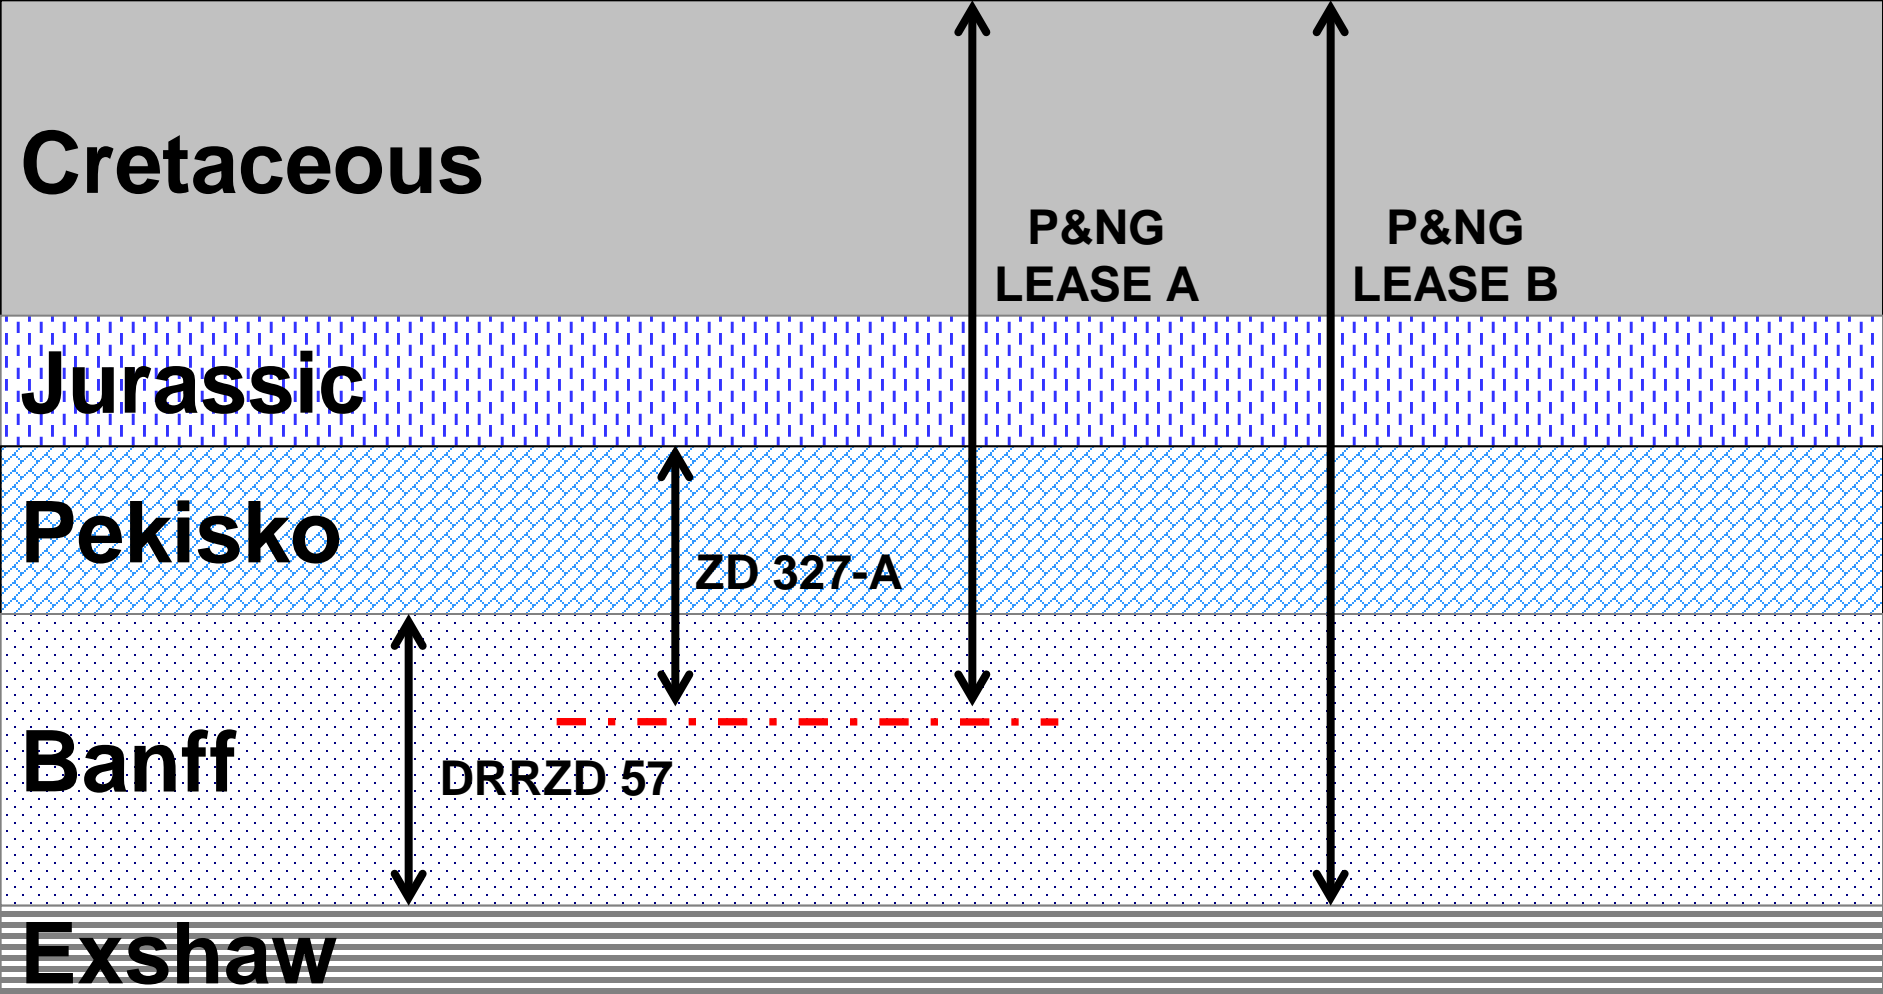 Cretaceous
P&NG
LEASE A
P&NG
LEASE B
Jurassic
Pekisko
ZD 327-A
Banff
DRRZD 57
Exshaw